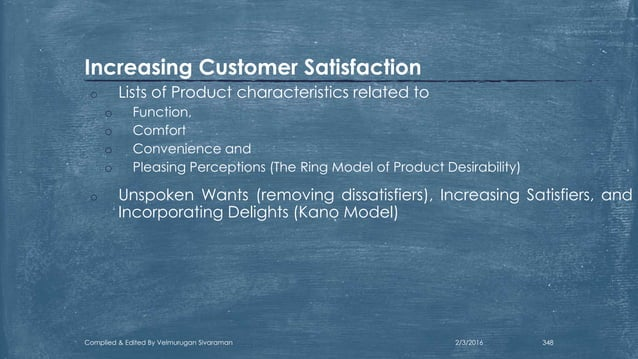 Increasing Customer Satisfaction
o Lists of Product characteristics related to
o Function,
o Comfort
o Convenience and
o Pleasing Perceptions (The Ring Model of Product Desirability)
o Unspoken Wants (removing dissatisfiers), Increasing Satisfiers, and
Incorporating Delights (Kano Model)
Complied & Edited By Velmurugan Sivaraman 2/3/2016 348